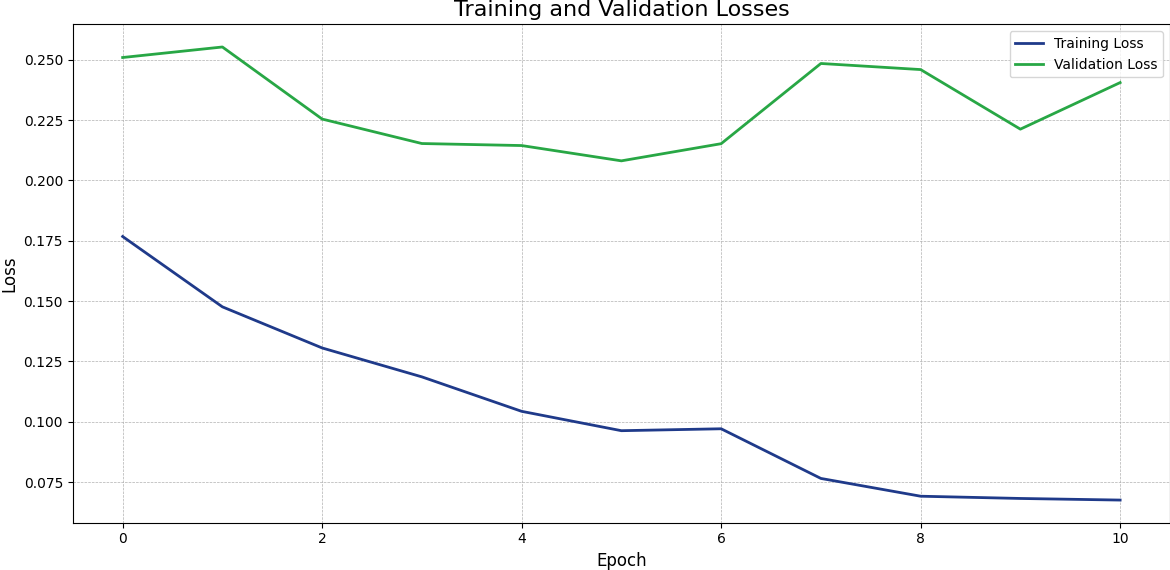 Training and Validation Losses
Training Loss
Validation Loss
0.250
0.225
0.200
0.175
0.150
0.125
0.100
0.075
Loss
0 2 4 6 8 10
Epoch